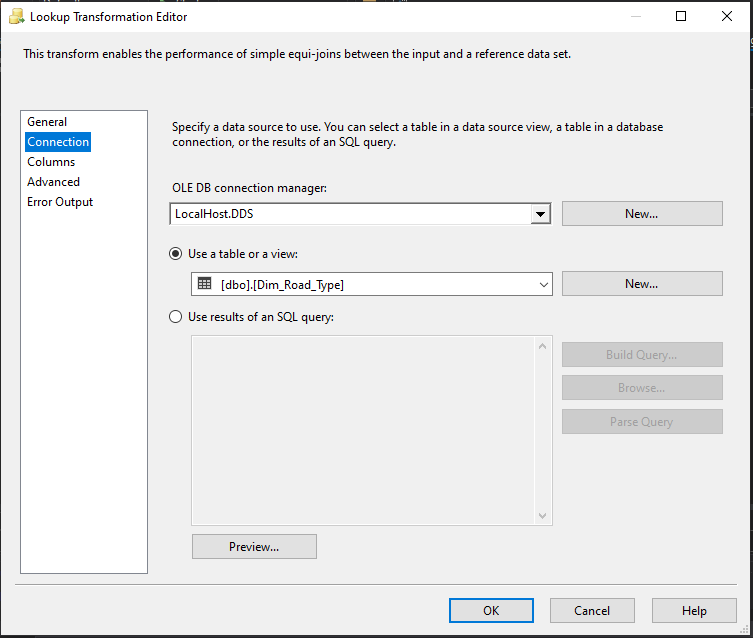 Lookup Transformation Editor
This transform enables the performance of simple equi-joins between the input and a reference data set.
General
Connection
Columns
Advanced
Error Output
Specify a data source to use. You can select a table in a data source view, a table in a database
connection, or the results of an SQL query.
OLE DB connection manager:
LocalHost.DDS
New...
Use a table or a view:
[dbo].[Dim_Road_Type]
New...
Use results of an SQL query:
Build Query...
Browse...
Parse Query
Preview...
OK
Cancel
Help